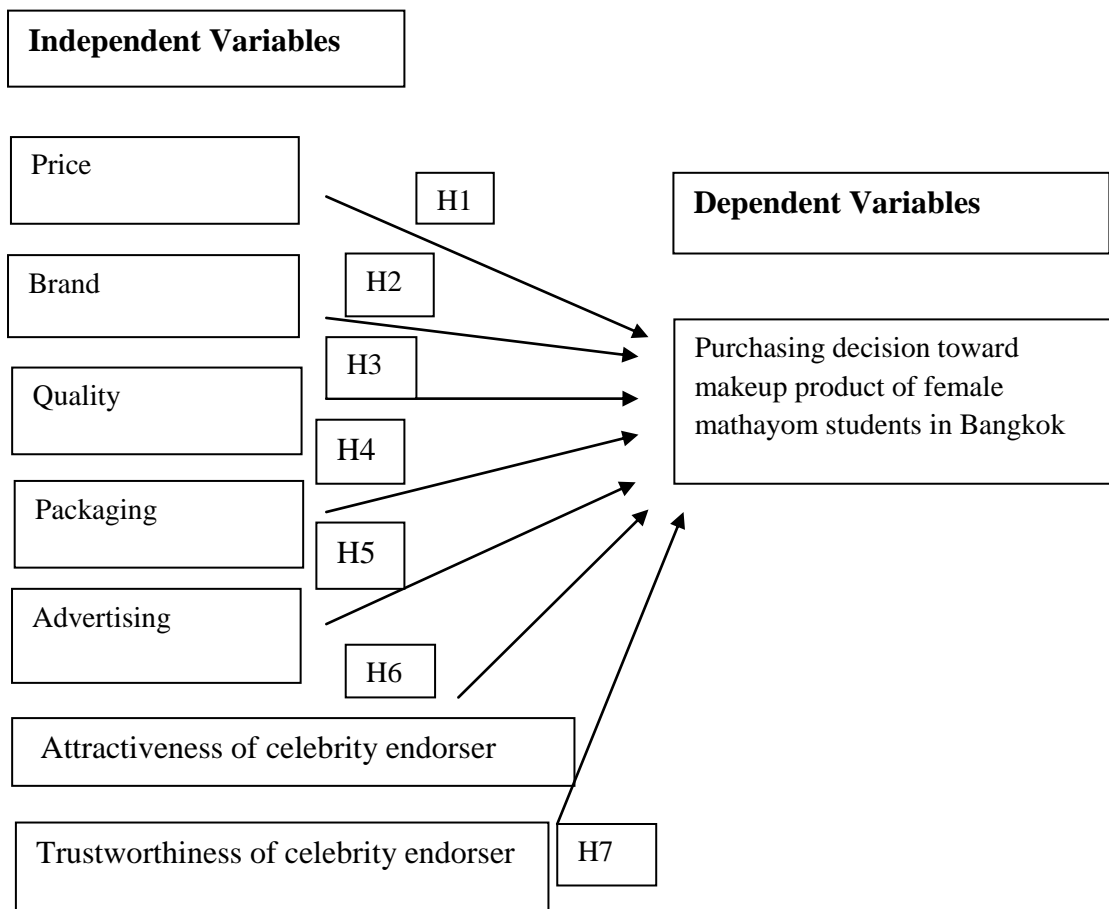 Independent Variables
Price
H1
Dependent Variables
Brand
H2
Purchasing decision toward
makeup product of female
mathayom students in Bangkok
H3
Quality
H4
Packaging
H5
Advertising
H6
Attractiveness of celebrity endorser
Trustworthiness of celebrity endorser
H7